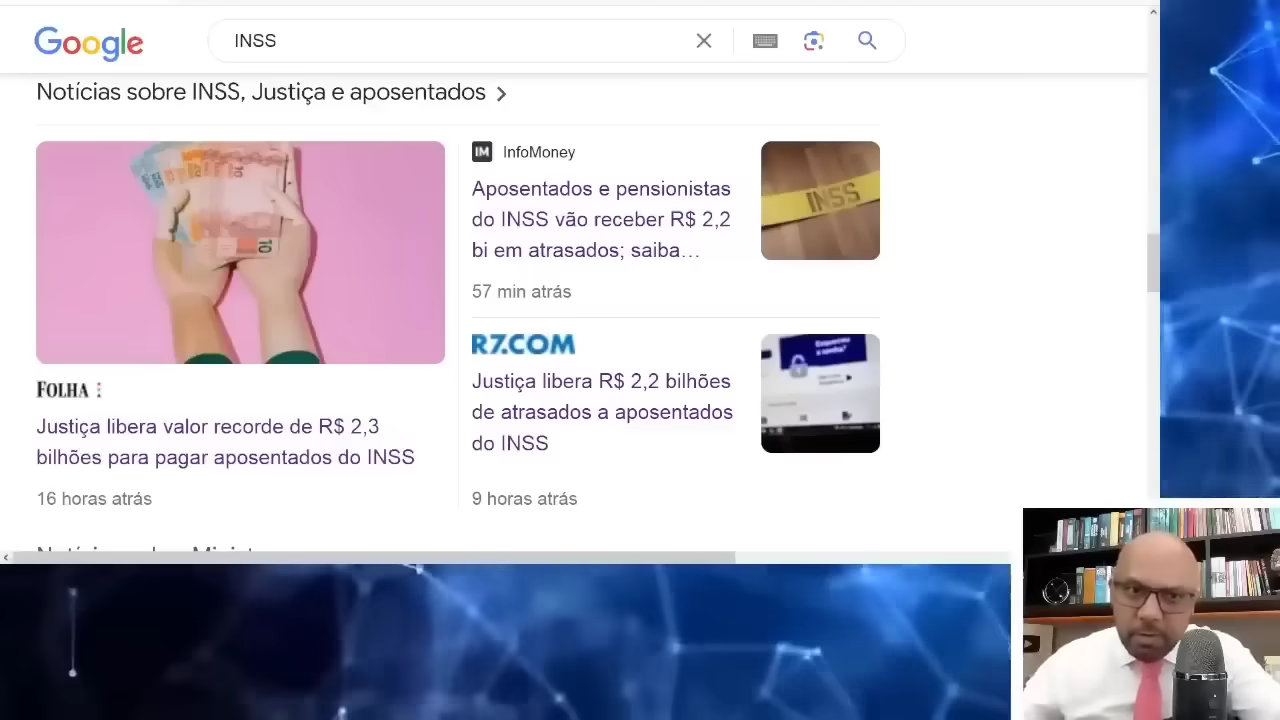 Google
INSS
Notícias sobre INSS, Justiça e aposentados
FOLHA
Justiça libera valor recorde de R$ 2,3
bilhões para pagar aposentados do INSS
16 horas atrás
IM InfoMoney
Aposentados e pensionistas
do INSS vão receber R$ 2,2
bi em atrasados; saiba…
57 min atrás
INSS
R7.COM
Justiça libera R$ 2,2 bilhões
de atrasados a aposentados
do INSS
9 horas atrás
10